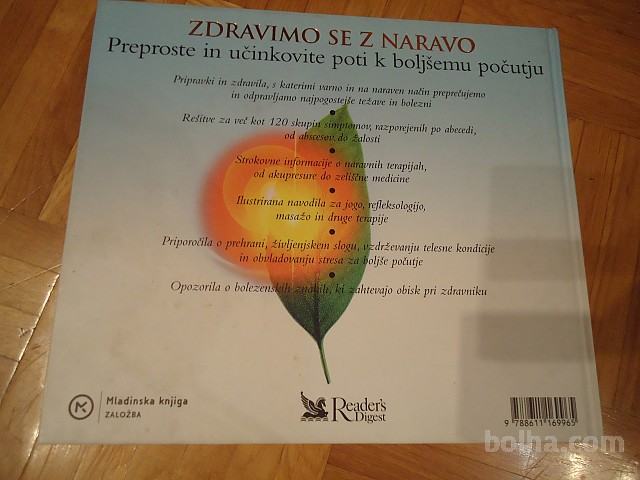 ZDRAVIMO SE Z NARAVO
Preproste in učinkovite poti k boljšemu počutju
Pripravki in zdravila, s katerimi varno in na naraven način preprečujemo
in odpravljamo najpogostejše težave in bolezni
Rešitve za več kot 120 skupin simptomov, razporejenih po abecedi,
od abscesov do žalosti
Strokovne informacije o naravnih terapijah,
od akupresure do zeliščne medicine
Ilustrirana navodila za jogo, refleksologijo,
masažo in druge terapije
Priporočila o prehrani, življenjskem slogu, vzdrževanju telesne kondicije
in obvladovanju stresa za boljše počutje
Opozorila o bolezenskih znakih, ki zahtevajo obisk pri zdravniku
Mladinska knjiga
ZALOŽBA
Reader's
Digest
9 788611 169965
bolha.com